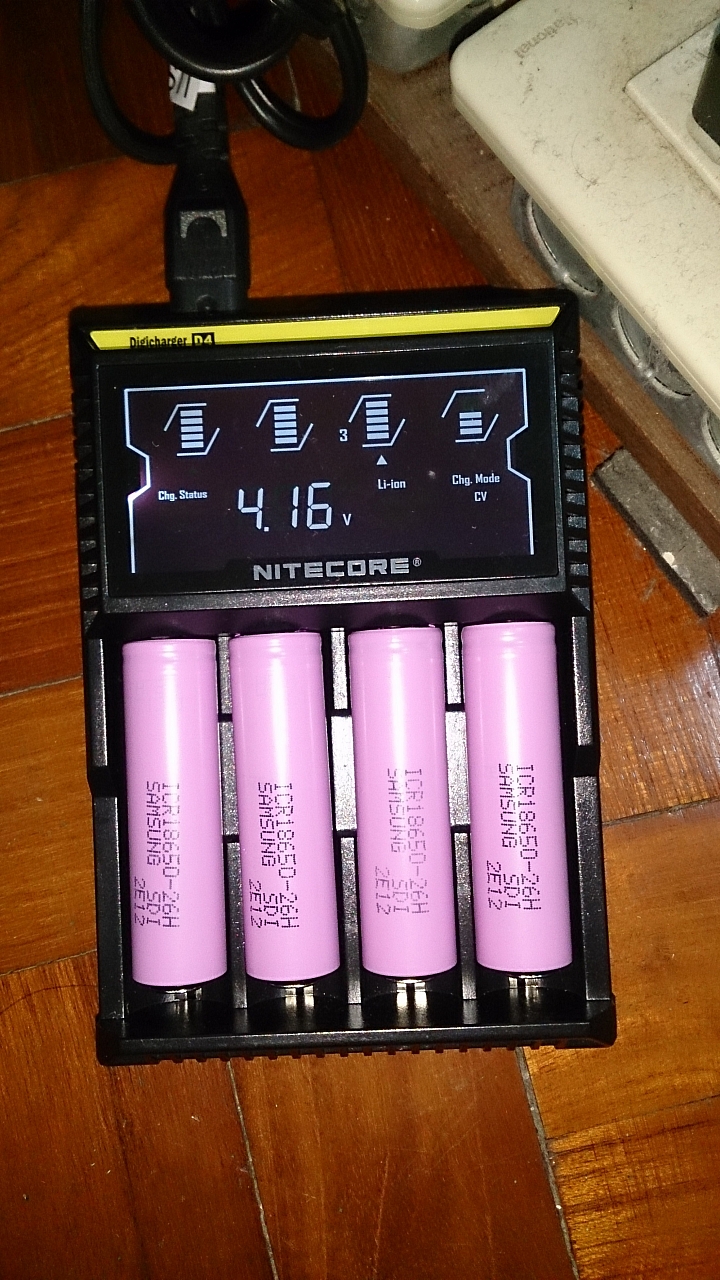 National
Digicharger D4
3
Chg. Status
4.16 V
Li-ion
Chg. Mode
CV
NITECORE®
ICR18650-26H
SAMSUNG SDI
2E12
ICR18650-26H
SAMSUNG SDI
2E12
ICR18650-26H
SAMSUNG SDI
2E12
ICR18650-26H
SAMSUNG SDI
2E12